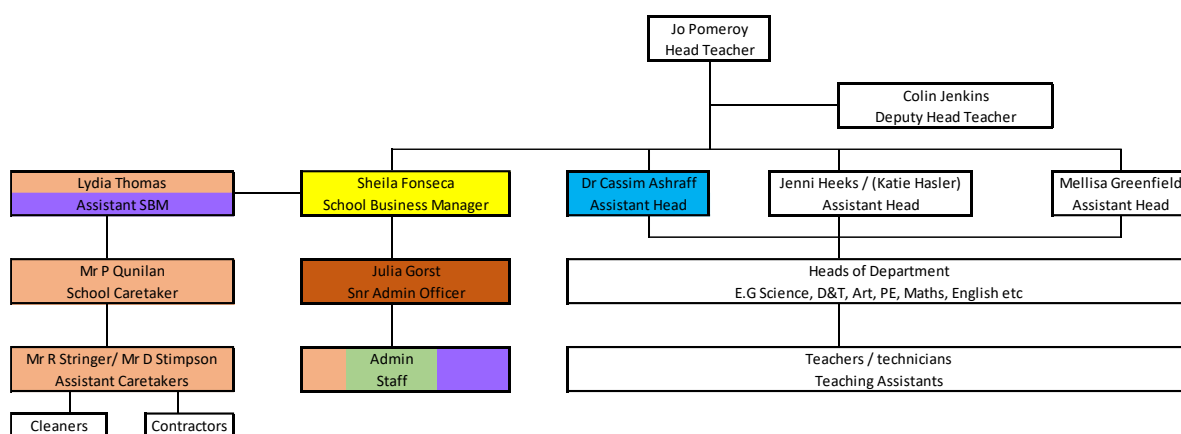 Jo Pomeroy
Head Teacher
Colin Jenkins
Deputy Head Teacher
Lydia Thomas
Assistant SBM
Sheila Fonseca
School Business Manager
Dr Cassim Ashraff
Assistant Head
Jenni Heeks / (Katie Hasler)
Assistant Head
Mellisa Greenfield
Assistant Head
Mr P Qunilan
School Caretaker
Julia Gorst
Snr Admin Officer
Heads of Department
E.G Science, D&T, Art, PE, Maths, English etc
Mr R Stringer/ Mr D Stimpson
Assistant Caretakers
Admin
Staff
Teachers / technicians
Teaching Assistants
Cleaners
Contractors